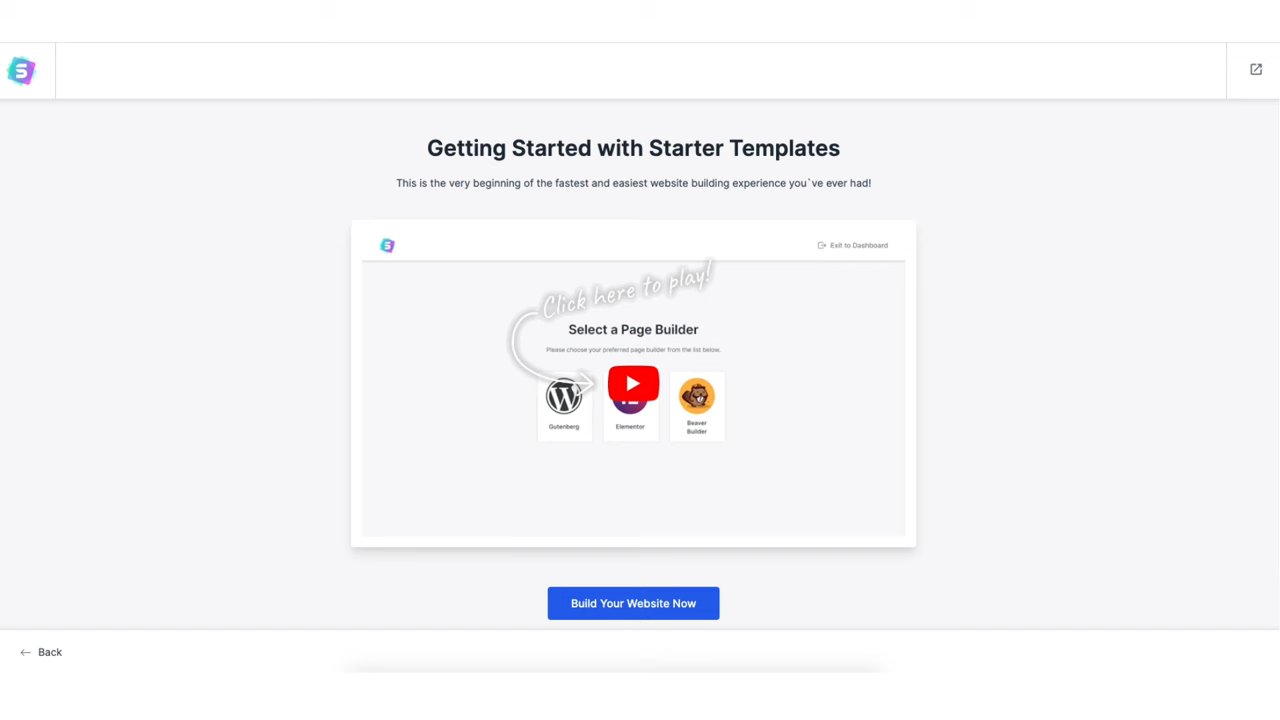 Getting Started with Starter Templates
This is the very beginning of the fastest and easiest website building experience you`ve ever had!
Exit to Dashboard
Click here to play!
Select a Page Builder
Please choose your preferred page builder from the list below.
Gutenberg
Elementor
Beaver
Builder
Build Your Website Now
Back